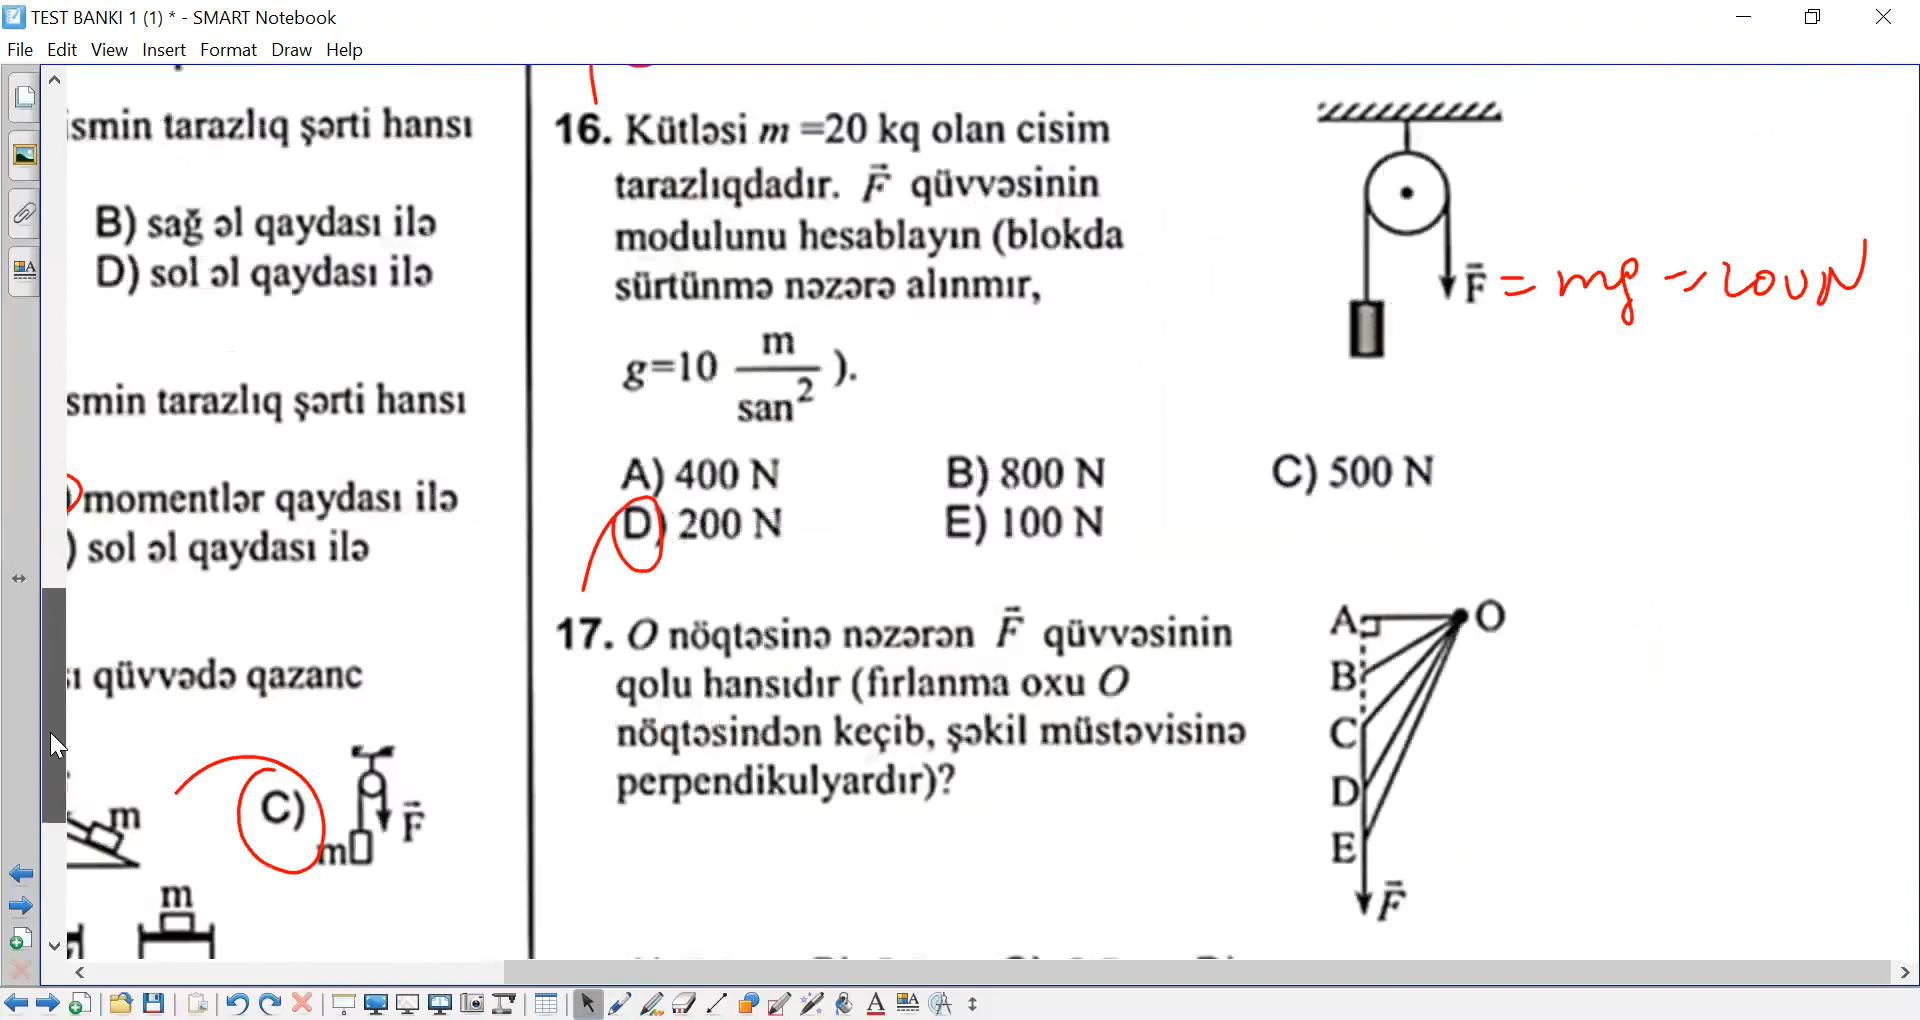 TEST BANKI 1 (1) * - SMART Notebook
File Edit View Insert Format Draw Help
ismin tarazlıq şərti hansı
B) sağ əl qaydası ilə
D) sol əl qaydası ilə
smin tarazlıq şərti hansı
) momentlər qaydası ilə
) sol əl qaydası ilə
ı qüvvədə qazanc
m
C)
m
F
m
16. Kütləsi m =20 kq olan cisim
tarazlıqdadır. F qüvvəsinin
modulunu hesablayın (blokda
sürtünmə nəzərə alınmır,
g=10 m/san² ).
F = mg = 200N
A) 400 N B) 800 N C) 500 N
D) 200 N E) 100 N
17. O nöqtəsinə nəzərən F qüvvəsinin
qolu hansıdır (fırlanma oxu O
nöqtəsindən keçib, şəkil müstəvisinə
perpendikulyardır)?
A O
B
C
D
E
F